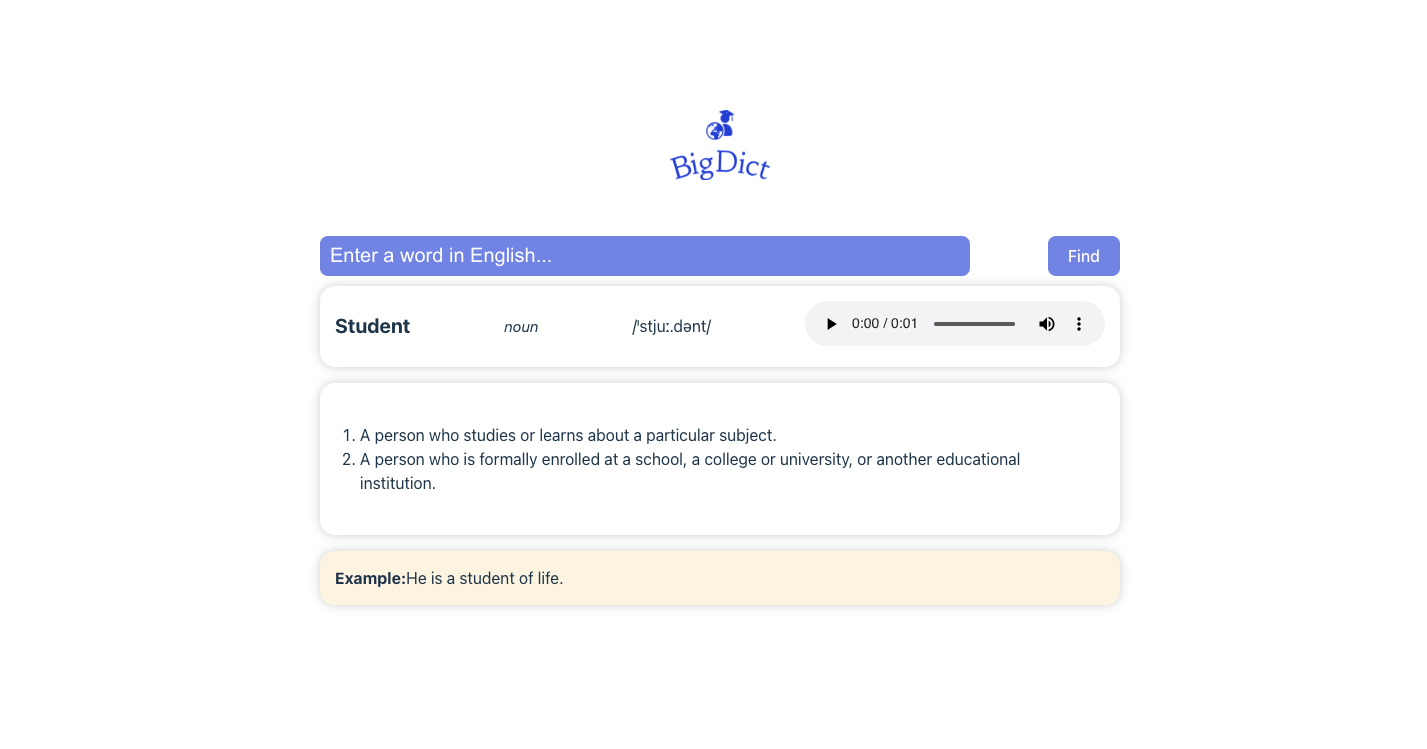 BigDict
Enter a word in English...
Find
Student
noun
/ˈstjuː.dənt/
0:00 / 0:01
1. A person who studies or learns about a particular subject.
2. A person who is formally enrolled at a school, a college or university, or another educational
institution.
Example:He is a student of life.